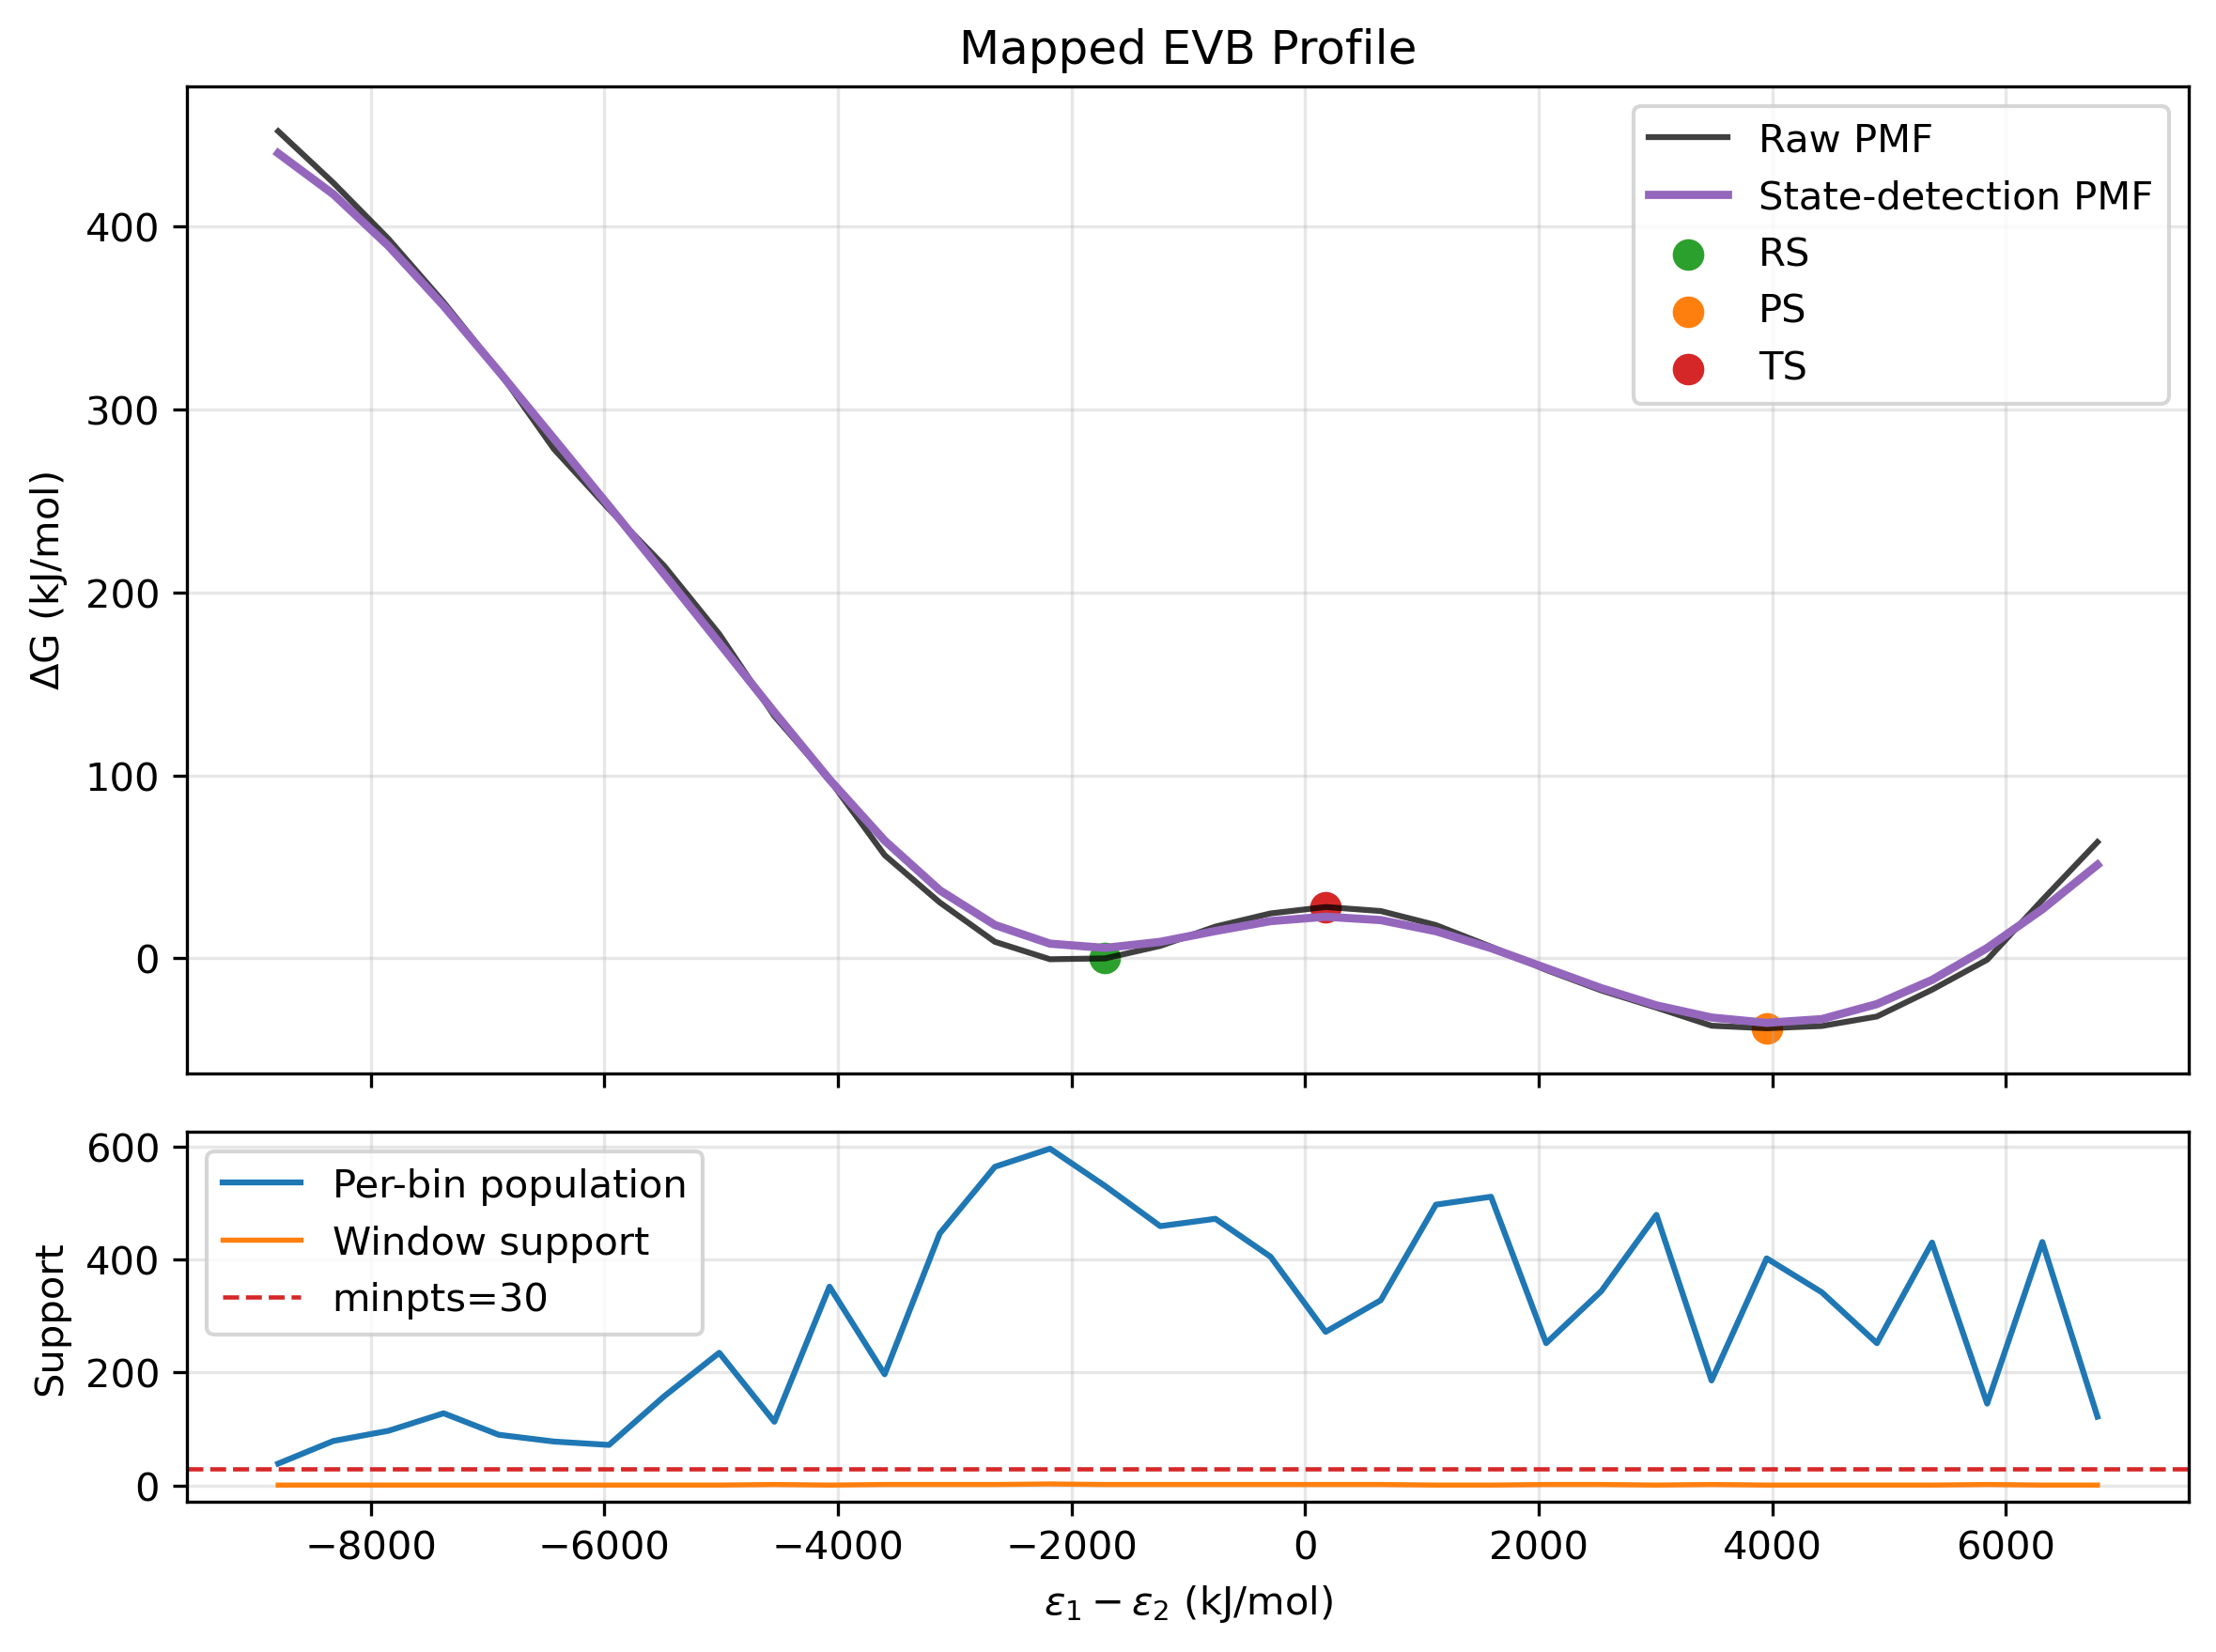 Mapped EVB Profile
Raw PMF
State-detection PMF
RS
PS
TS
400
300
200
100
0
ΔG (kJ/mol)
600
400
200
0
Support
Per-bin population
Window support
minpts=30
−8000 −6000 −4000 −2000 0 2000 4000 6000
ε₁ − ε₂ (kJ/mol)